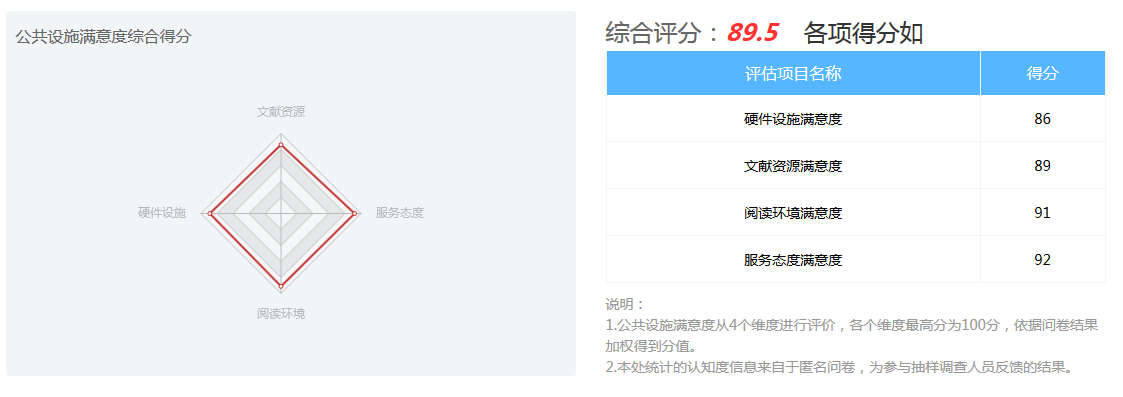 公共设施满意度综合得分
文献资源
硬件设施
服务态度
阅读环境
综合评分：89.5 各项得分如
评估项目名称 得分
硬件设施满意度 86
文献资源满意度 89
阅读环境满意度 91
服务态度满意度 92
说明：
1.公共设施满意度从4个维度进行评价，各个维度最高分为100分，依据问卷结果
加权得到分值。
2.本处统计的认知度信息来自于匿名问卷，为参与抽样调查人员反馈的结果。